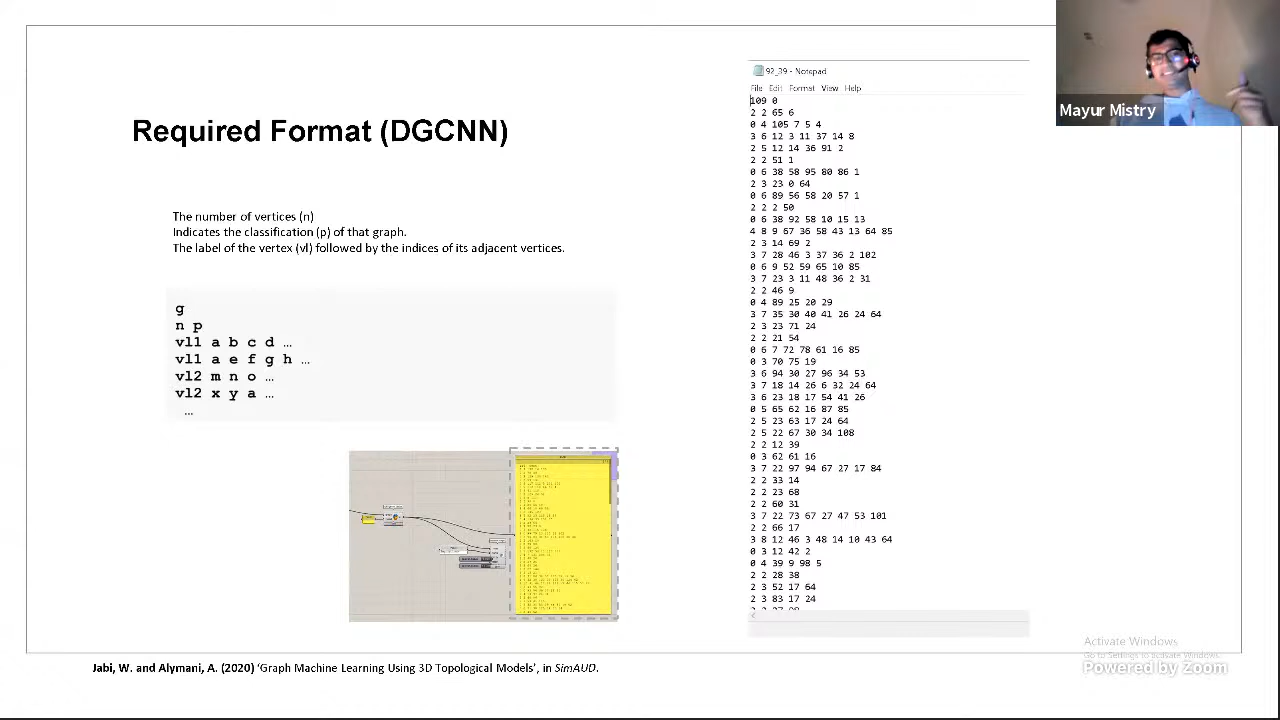 Required Format (DGCNN)
The number of vertices (n)
Indicates the classification (p) of that graph.
The label of the vertex (vl) followed by the indices of its adjacent vertices.
g
n p
vl1 a b c d …
vl1 a e f g h …
vl2 m n o …
vl2 x y a …
…
Jabi, W. and Alymani, A. (2020) ‘Graph Machine Learning Using 3D Topological Models’, in SimAUD.
92_39 - Notepad
File Edit Format View Help
109 0
2 2 65 6
0 4 105 7 5 4
3 6 12 3 11 37 14 8
2 5 12 14 36 91 2
2 2 51 1
0 6 38 58 95 80 86 1
2 3 23 0 64
0 6 89 56 58 20 57 1
2 2 2 50
0 6 38 92 58 10 15 13
4 8 9 67 36 58 43 13 64 85
2 3 14 69 2
3 7 28 46 3 37 36 2 102
0 6 9 52 59 65 10 85
3 7 23 3 11 48 36 2 31
2 2 46 9
0 4 89 25 20 29
3 7 35 30 40 41 26 24 64
2 3 23 71 24
2 2 21 54
0 6 7 72 78 61 16 85
0 3 70 75 19
3 6 94 30 27 96 34 53
3 7 18 14 26 6 32 24 64
3 6 23 18 17 54 41 26
0 5 65 62 16 87 85
2 5 23 63 17 24 64
2 5 22 67 30 34 108
2 2 12 39
0 3 62 61 16
3 7 22 97 94 67 27 17 84
2 2 33 14
2 2 23 68
2 2 60 31
3 7 22 73 67 27 47 53 101
2 2 66 17
3 8 12 46 3 48 14 10 43 64
0 3 12 42 2
0 4 39 9 98 5
2 2 28 38
2 3 52 17 64
2 3 83 17 24
Mayur Mistry
Activate Windows
Go to Settings to activate Windows.
Powered by Zoom